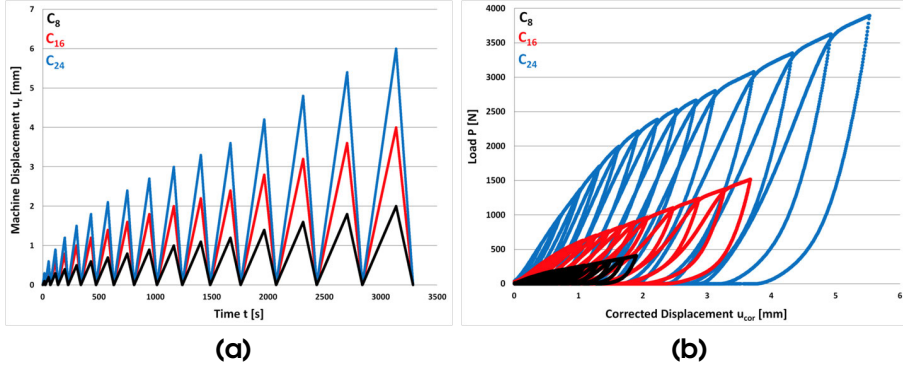 7
6
5
4
3
2
1
0
C8
C16
C24
Machine Displacement ur [mm]
0 500 1000 1500 2000 2500 3000 3500
Time t [s]
(a)
4000
3500
3000
2500
2000
1500
1000
500
0
C8
C16
C24
Load P [N]
0 1 2 3 4 5 6
Corrected Displacement ucor [mm]
(b)